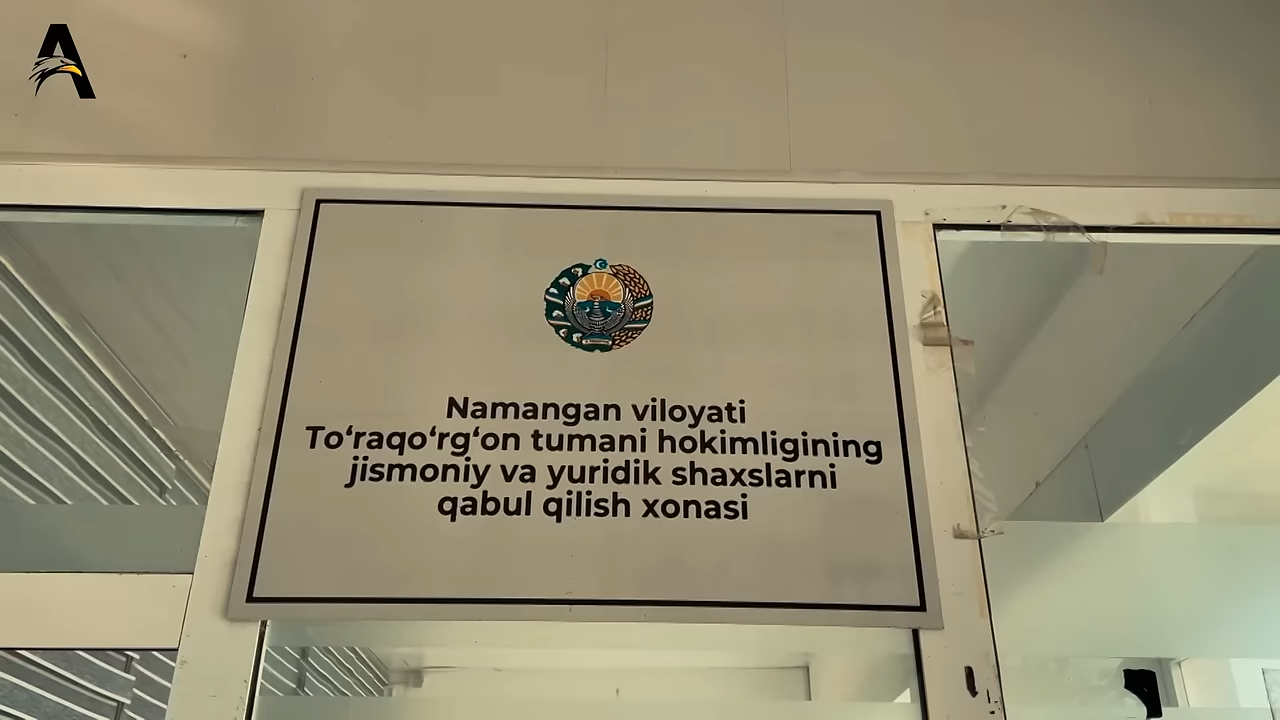 A
Namangan viloyati
To‘raqo‘rg‘on tumani hokimligining
jismoniy va yuridik shaxslarni
qabul qilish xonasi